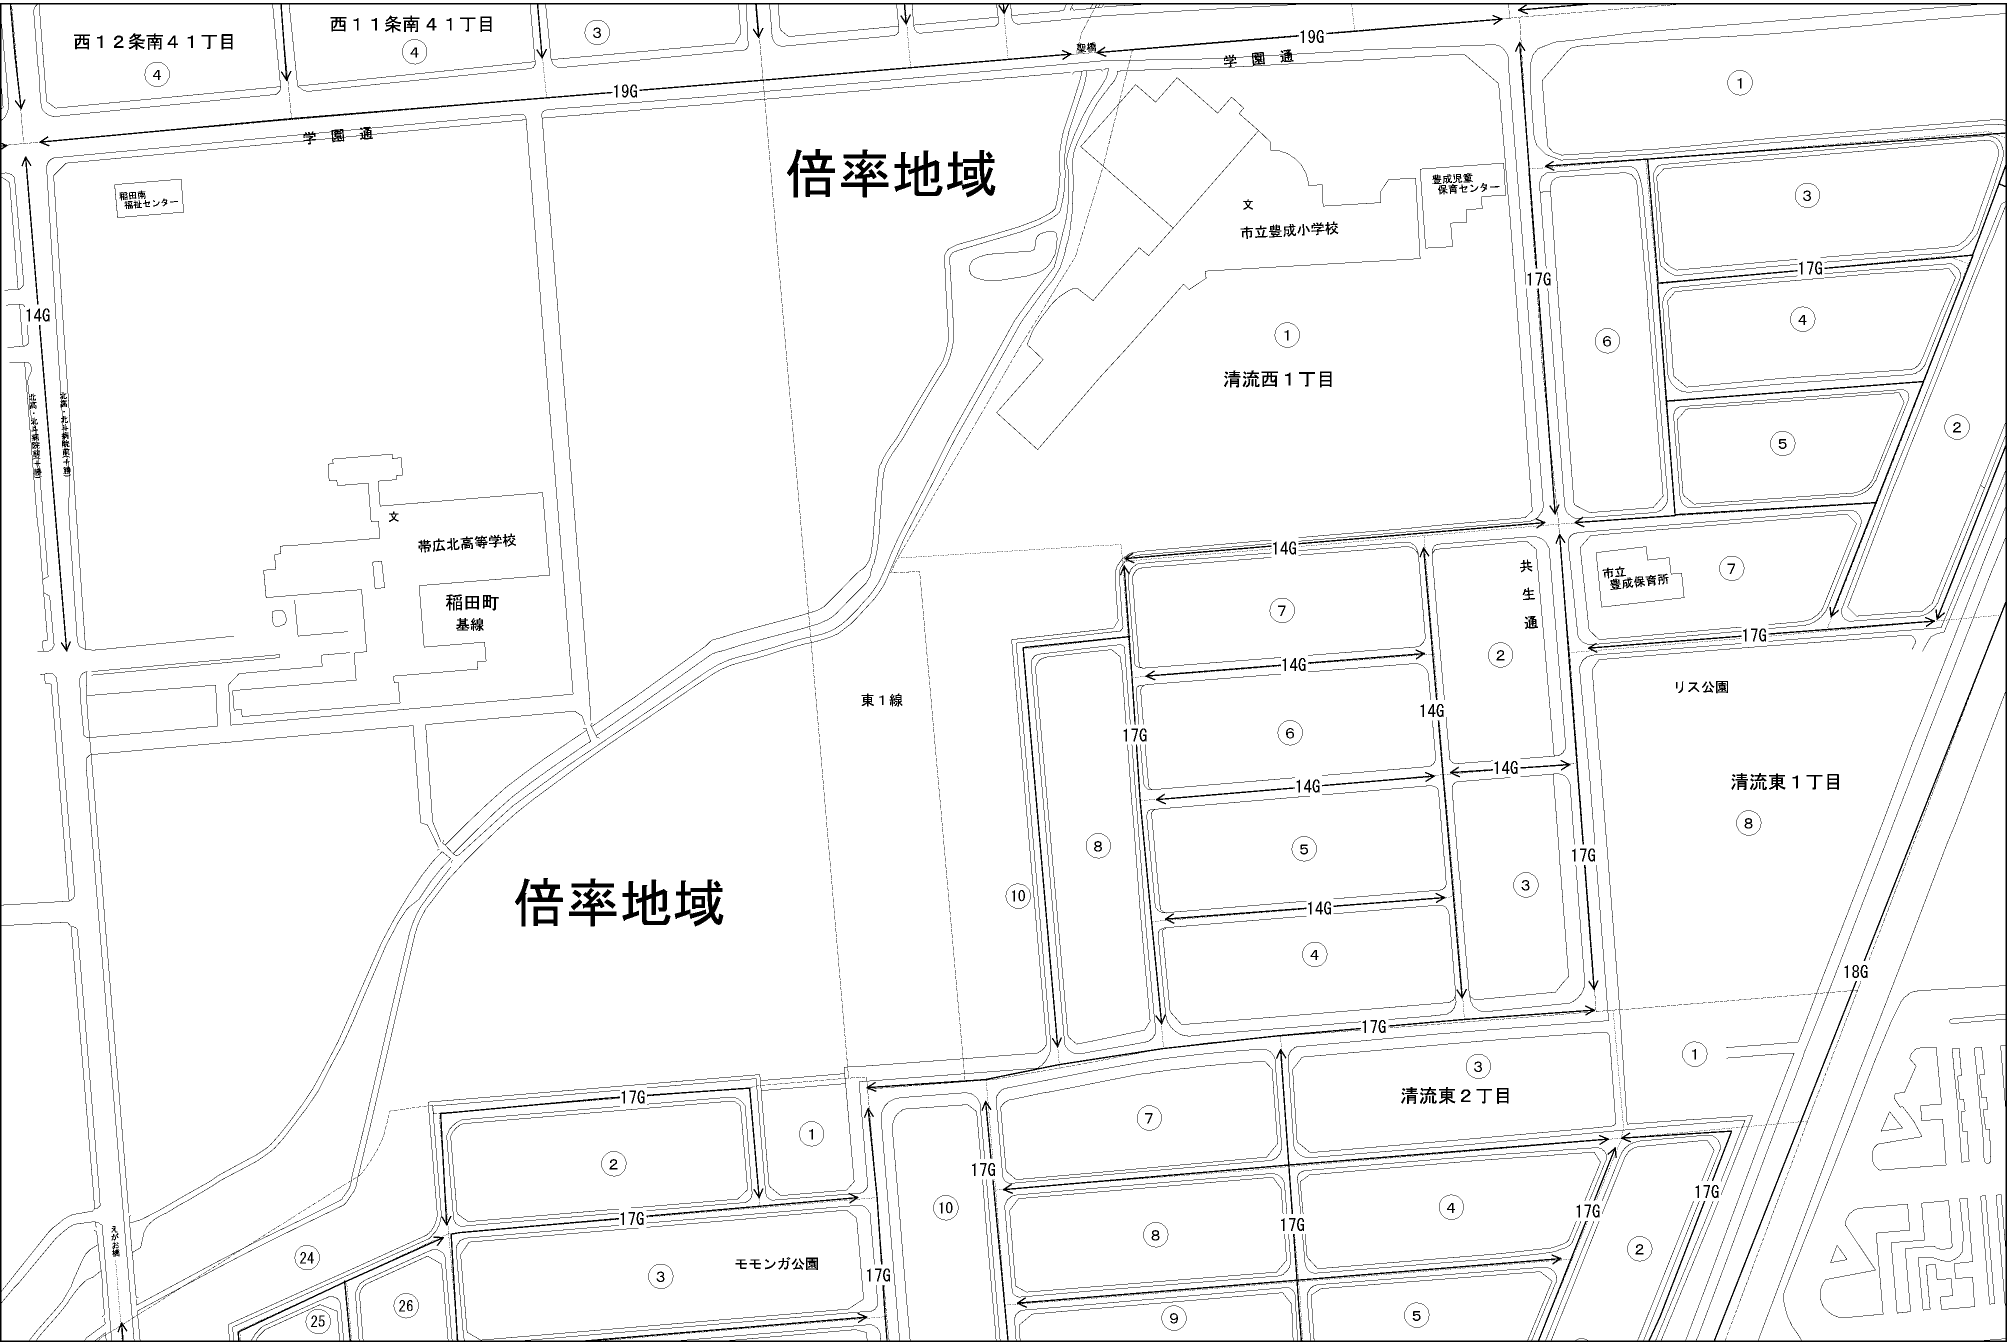 西１２条南４１丁目
④
西１１条南４１丁目
④
③
19G
架橋
19G
学園通
学園通
①
稲田南
福祉センター
倍率地域
文
市立豊成小学校
豊成児童
保育センター
③
17G
17G
④
⑥
⑤
②
14G
①
清流西１丁目
文
帯広北高等学校
稲田町
基線
14G
共生通
市立
豊成保育所
⑦
17G
⑦
14G
②
東１線
リス公園
14G
17G
⑥
14G
14G
清流東１丁目
⑧
⑧
⑤
17G
③
10
14G
④
倍率地域
18G
17G
①
③
清流東２丁目
17G
①
②
⑦
17G
10
④
17G
17G
②
17G
⑧
17G
えがお橋
24
モモンガ公園
③
17G
25
26
⑨
⑤